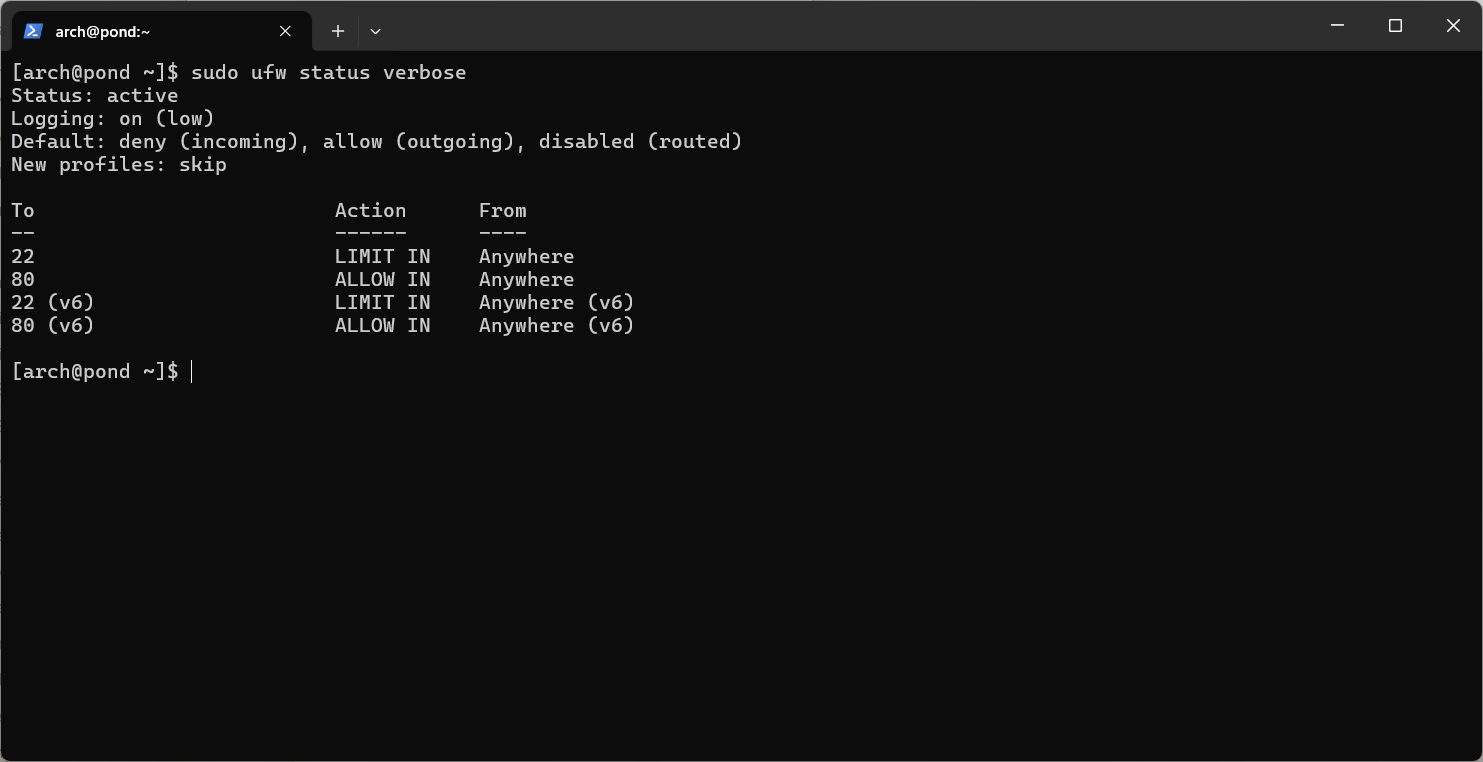 arch@pond:~
[arch@pond ~]$ sudo ufw status verbose
Status: active
Logging: on (low)
Default: deny (incoming), allow (outgoing), disabled (routed)
New profiles: skip
To                         Action      From
--                         ------      ----
22                         LIMIT IN    Anywhere
80                         ALLOW IN    Anywhere
22 (v6)                    LIMIT IN    Anywhere (v6)
80 (v6)                    ALLOW IN    Anywhere (v6)
[arch@pond ~]$